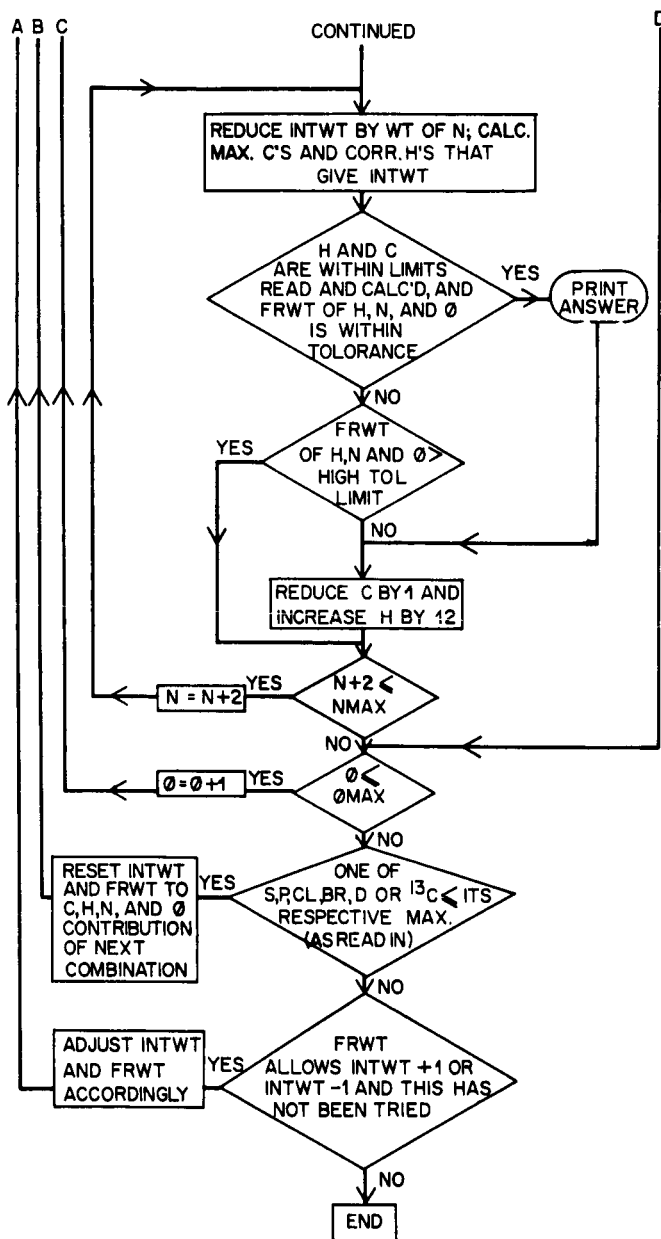 A B C
CONTINUED
D
REDUCE INTWT BY WT OF N; CALC.
MAX. C'S AND CORR. H'S THAT
GIVE INTWT
H AND C
ARE WITHIN LIMITS
READ AND CALC'D, AND
FRWT OF H, N, AND Ø
IS WITHIN
TOLORANCE
YES
PRINT
ANSWER
NO
FRWT
OF H,N AND Ø>
HIGH TOL
LIMIT
YES
NO
REDUCE C BY 1 AND
INCREASE H BY 12
N+2 ≤
NMAX
YES
N = N+2
NO
Ø ≤
ØMAX
YES
Ø=Ø+1
NO
ONE OF
S,P,CL,BR,D OR ¹³C ≤ ITS
RESPECTIVE MAX.
(AS READ IN)
YES
RESET INTWT
AND FRWT TO
C,H,N, AND Ø
CONTRIBUTION
OF NEXT
COMBINATION
NO
FRWT
ALLOWS INTWT +1 OR
INTWT -1 AND THIS HAS
NOT BEEN TRIED
YES
ADJUST INTWT
AND FRWT
ACCORDINGLY
NO
END